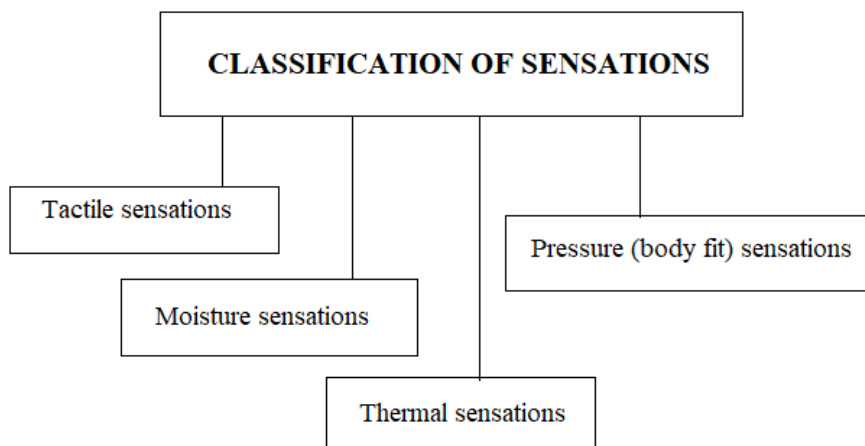 CLASSIFICATION OF SENSATIONS
Tactile sensations
Pressure (body fit) sensations
Moisture sensations
Thermal sensations